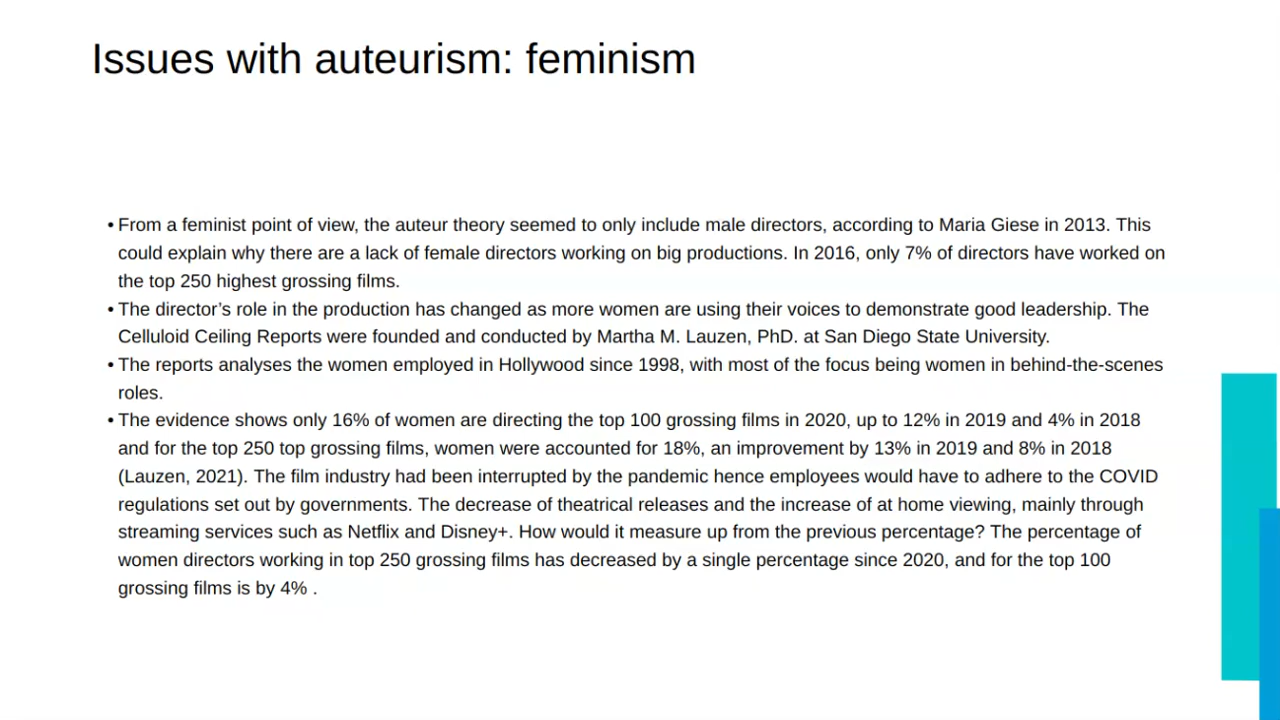 Issues with auteurism: feminism
• From a feminist point of view, the auteur theory seemed to only include male directors, according to Maria Giese in 2013. This
could explain why there are a lack of female directors working on big productions. In 2016, only 7% of directors have worked on
the top 250 highest grossing films.
• The director’s role in the production has changed as more women are using their voices to demonstrate good leadership. The
Celluloid Ceiling Reports were founded and conducted by Martha M. Lauzen, PhD. at San Diego State University.
• The reports analyses the women employed in Hollywood since 1998, with most of the focus being women in behind-the-scenes
roles.
• The evidence shows only 16% of women are directing the top 100 grossing films in 2020, up to 12% in 2019 and 4% in 2018
and for the top 250 top grossing films, women were accounted for 18%, an improvement by 13% in 2019 and 8% in 2018
(Lauzen, 2021). The film industry had been interrupted by the pandemic hence employees would have to adhere to the COVID
regulations set out by governments. The decrease of theatrical releases and the increase of at home viewing, mainly through
streaming services such as Netflix and Disney+. How would it measure up from the previous percentage? The percentage of
women directors working in top 250 grossing films has decreased by a single percentage since 2020, and for the top 100
grossing films is by 4% .